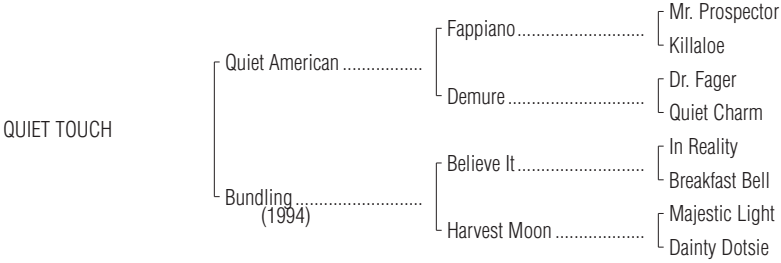 Mr. Prospector
Fappiano
Killaloe
Quiet American
Dr. Fager
Demure
Quiet Charm
QUIET TOUCH
In Reality
Believe It
Breakfast Bell
Bundling
(1994)
Majestic Light
Harvest Moon
Dainty Dotsie